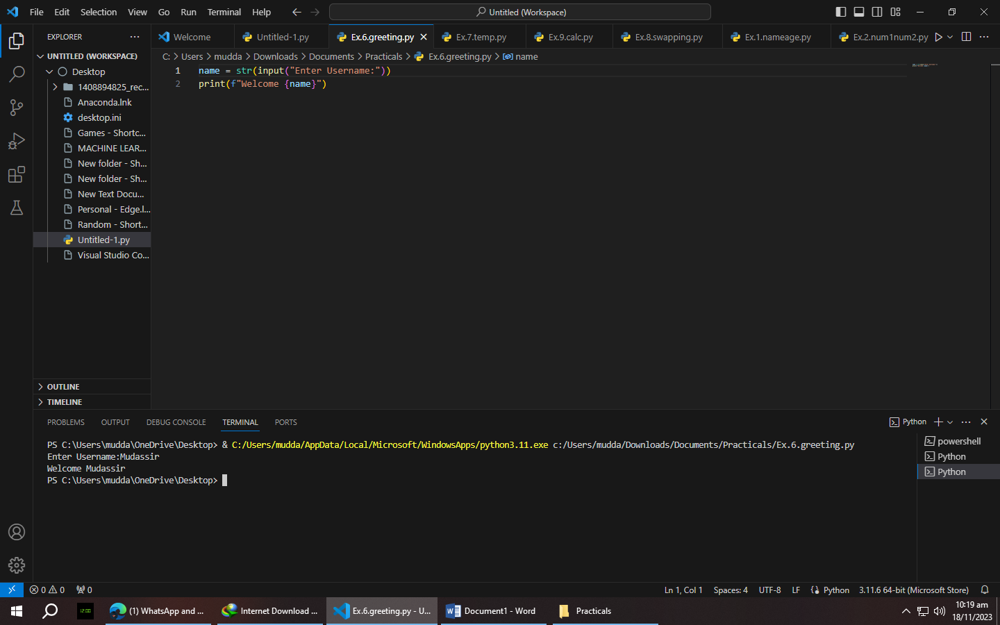 File Edit Selection View Go Run Terminal Help
Untitled (Workspace)
EXPLORER
Welcome
Untitled-1.py
Ex.6.greeting.py
Ex.7.temp.py
Ex.9.calc.py
Ex.8.swapping.py
Ex.1.nameage.py
Ex.2.num1num2.py
UNTITLED (WORKSPACE)
Desktop
1408894825_rec...
Anaconda.lnk
desktop.ini
Games - Shortc...
MACHINE LEAR...
New folder - Sh...
New folder - Sh...
New Text Docu...
Personal - Edge.l...
Random - Short...
Untitled-1.py
Visual Studio Co...
OUTLINE
TIMELINE
C: > Users > mudda > Downloads > Documents > Practicals > Ex.6.greeting.py > name
1 name = str(input("Enter Username:"))
2 print(f"Welcome {name}")
PROBLEMS OUTPUT DEBUG CONSOLE TERMINAL PORTS
Python
PS C:\Users\mudda\OneDrive\Desktop> & C:/Users/mudda/AppData/Local/Microsoft/WindowsApps/python3.11.exe c:/Users/mudda/Downloads/Documents/Practicals/Ex.6.greeting.py
Enter Username:Mudassir
Welcome Mudassir
PS C:\Users\mudda\OneDrive\Desktop>
powershell
Python
Python
0 0 0
Ln 1, Col 1 Spaces: 4 UTF-8 LF Python 3.11.6 64-bit (Microsoft Store)
12:00
(1) WhatsApp and ...
Internet Download ...
Ex.6.greeting.py - U...
Document1 - Word
Practicals
10:19 am
18/11/2023